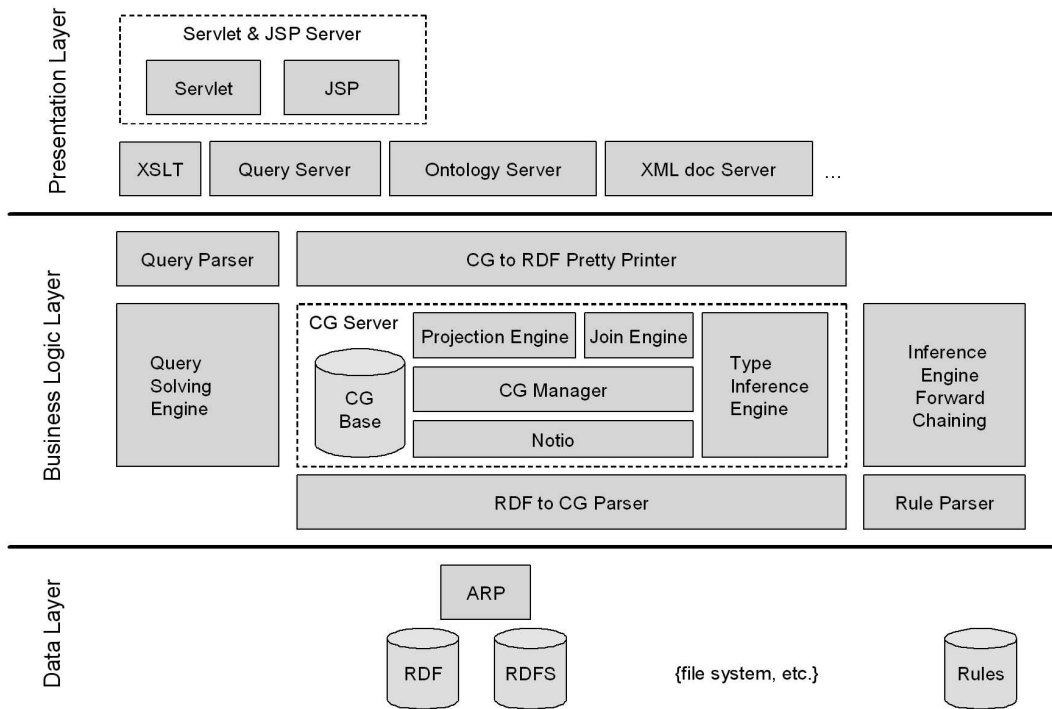 Presentation Layer
Servlet & JSP Server
Servlet
JSP
XSLT
Query Server
Ontology Server
XML doc Server
...
Business Logic Layer
Query Parser
CG to RDF Pretty Printer
Query
Solving
Engine
CG Server
CG
Base
Projection Engine
Join Engine
CG Manager
Notio
Type
Inference
Engine
Inference
Engine
Forward
Chaining
RDF to CG Parser
Rule Parser
Data Layer
ARP
RDF
RDFS
{file system, etc.}
Rules